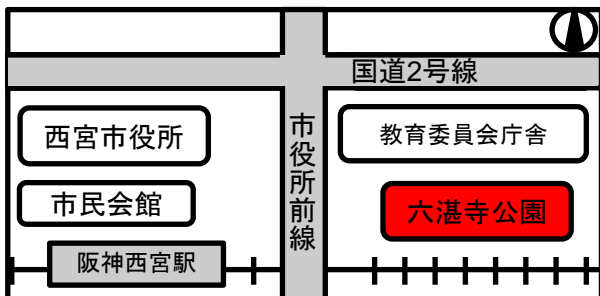 国道2号線
西宮市役所
市役所前線
教育委員会庁舎
市民会館
六湛寺公園
阪神西宮駅